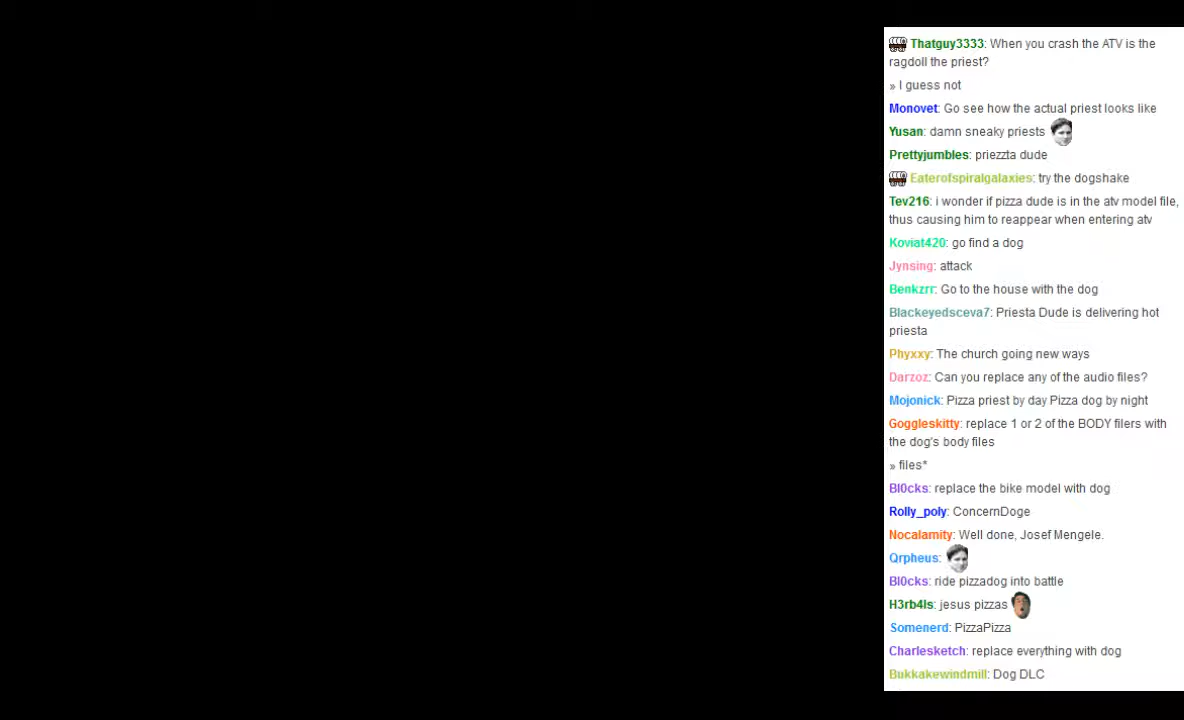 Thatguy3333: When you crash the ATV is the
ragdoll the priest?
» I guess not
Monovet: Go see how the actual priest looks like
Yusan: damn sneaky priests
Prettyjumbles: priezzta dude
Eaterofspiralgalaxies: try the dogshake
Tev216: i wonder if pizza dude is in the atv model file,
thus causing him to reappear when entering atv
Koviat420: go find a dog
Jynsing: attack
Benkzrr: Go to the house with the dog
Blackeyedsceva7: Priesta Dude is delivering hot
priesta
Phyxxy: The church going new ways
Darzoz: Can you replace any of the audio files?
Mojonick: Pizza priest by day Pizza dog by night
Goggleskitty: replace 1 or 2 of the BODY filers with
the dog's body files
» files*
Bl0cks: replace the bike model with dog
Rolly_poly: ConcernDoge
Nocalamity: Well done, Josef Mengele.
Qrpheus:
Bl0cks: ride pizzadog into battle
H3rb4ls: jesus pizzas
Somenerd: PizzaPizza
Charlesketch: replace everything with dog
Bukkakewindmill: Dog DLC